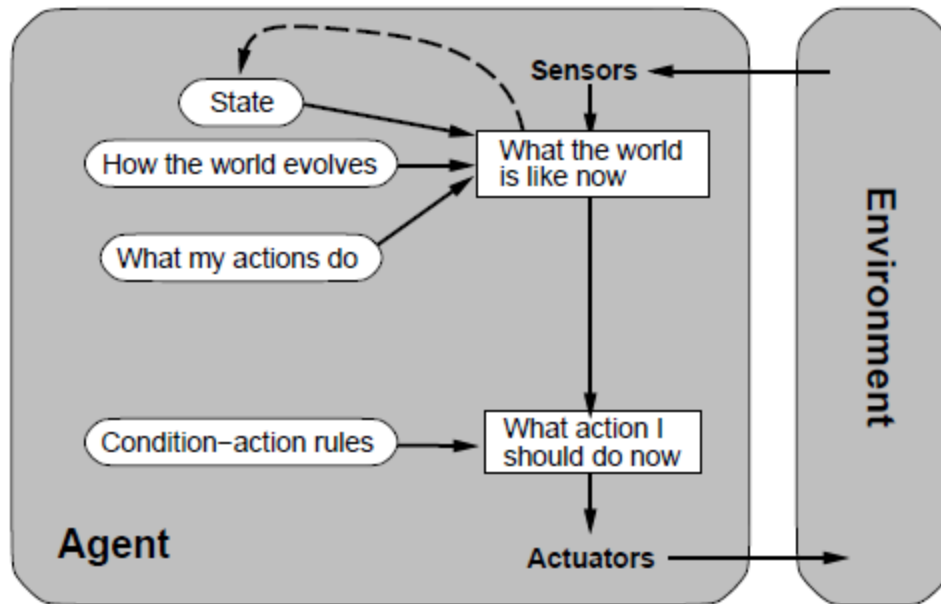 Sensors
State
How the world evolves
What the world
is like now
What my actions do
Environment
Condition−action rules
What action I
should do now
Agent
Actuators